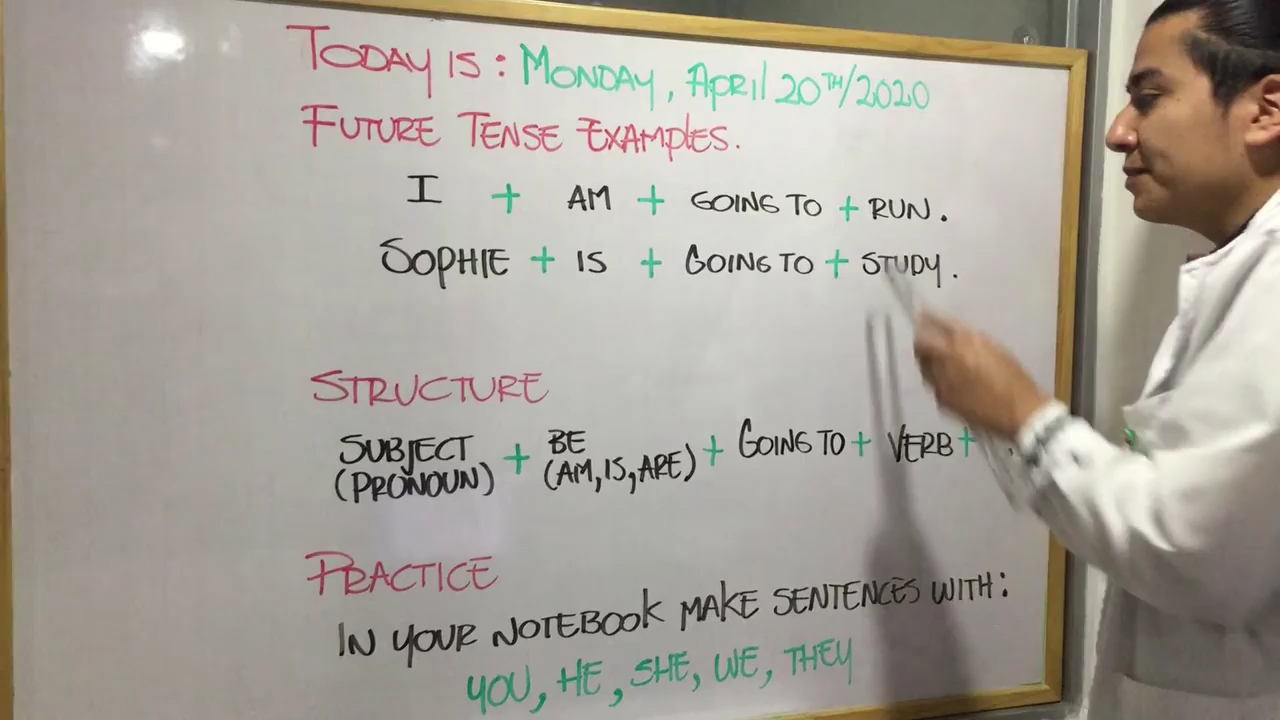 TODAY IS: MONDAY, APRIL 20TH/2020
FUTURE TENSE EXAMPLES.
I + AM + GOING TO + RUN.
SOPHIE + IS + GOING TO + STUDY.
STRUCTURE
SUBJECT (PRONOUN) + BE (AM, IS, ARE) + GOING TO + VERB +
PRACTICE
IN YOUR NOTEBOOK MAKE SENTENCES WITH:
YOU, HE, SHE, WE, THEY